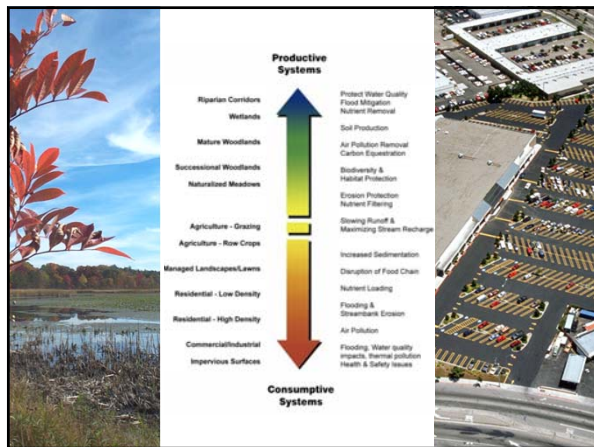 Productive
Systems
Riparian Corridors
Wetlands
Mature Woodlands
Successional Woodlands
Naturalized Meadows
Agriculture - Grazing
Agriculture - Row Crops
Managed Landscapes/Lawns
Residential - Low Density
Residential - High Density
Commercial/Industrial
Impervious Surfaces
Protect Water Quality
Flood Mitigation
Nutrient Removal
Soil Production
Air Pollution Removal
Carbon Equestration
Biodiversity &
Habitat Protection
Erosion Protection
Nutrient Filtering
Slowing Runoff &
Maximizing Stream Recharge
Increased Sedimentation
Disruption of Food Chain
Nutrient Loading
Flooding &
Streambank Erosion
Air Pollution
Flooding, Water quality
impacts, thermal pollution
Health & Safety Issues
Consumptive
Systems